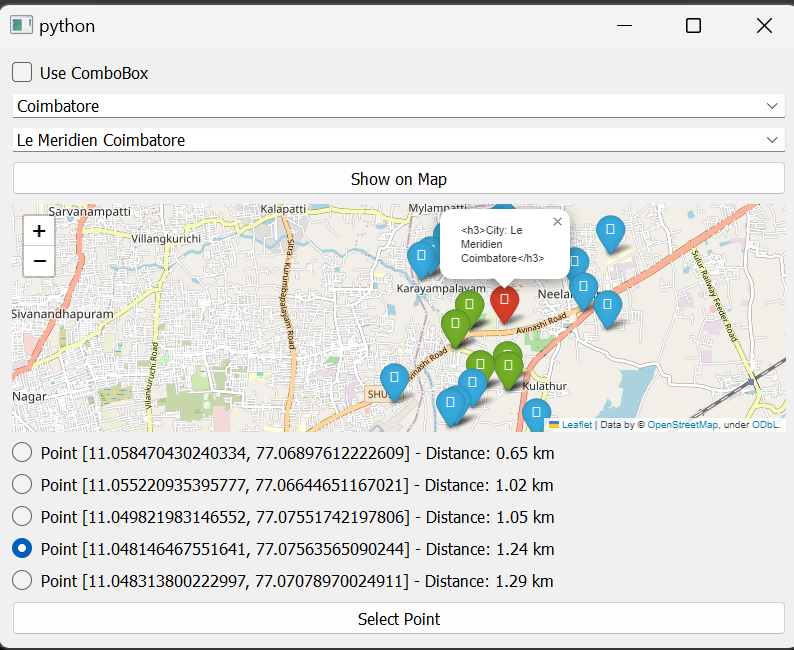 python
Use ComboBox
Coimbatore
Le Meridien Coimbatore
Show on Map
Sarvanampatti
Kalapatti
Mylampatti
+
−
Villangkurichi
<h3>City: Le
Meridien
Coimbatore</h3>
×
Sitra - Kurumbapalayam Road
Sulur Railway Feeder Road
Karayampalayam
Sivanandhapuram
Avinashi Road
Vilankuruchi Road
Kulathur
Nagar
Leaflet | Data by © OpenStreetMap, under ODbL.
Point [11.058470430240334, 77.06897612222609] - Distance: 0.65 km
Point [11.055220935395777, 77.06644651167021] - Distance: 1.02 km
Point [11.049821983146552, 77.07551742197806] - Distance: 1.05 km
Point [11.048146467551641, 77.07563565090244] - Distance: 1.24 km
Point [11.048313800222997, 77.07078970024911] - Distance: 1.29 km
Select Point